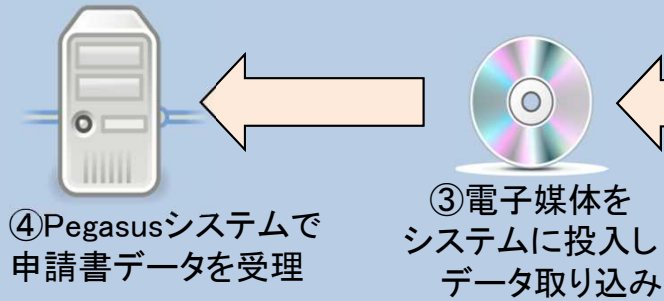 ④Pegasusシステムで
申請書データを受理
③電子媒体を
システムに投入し
データ取り込み